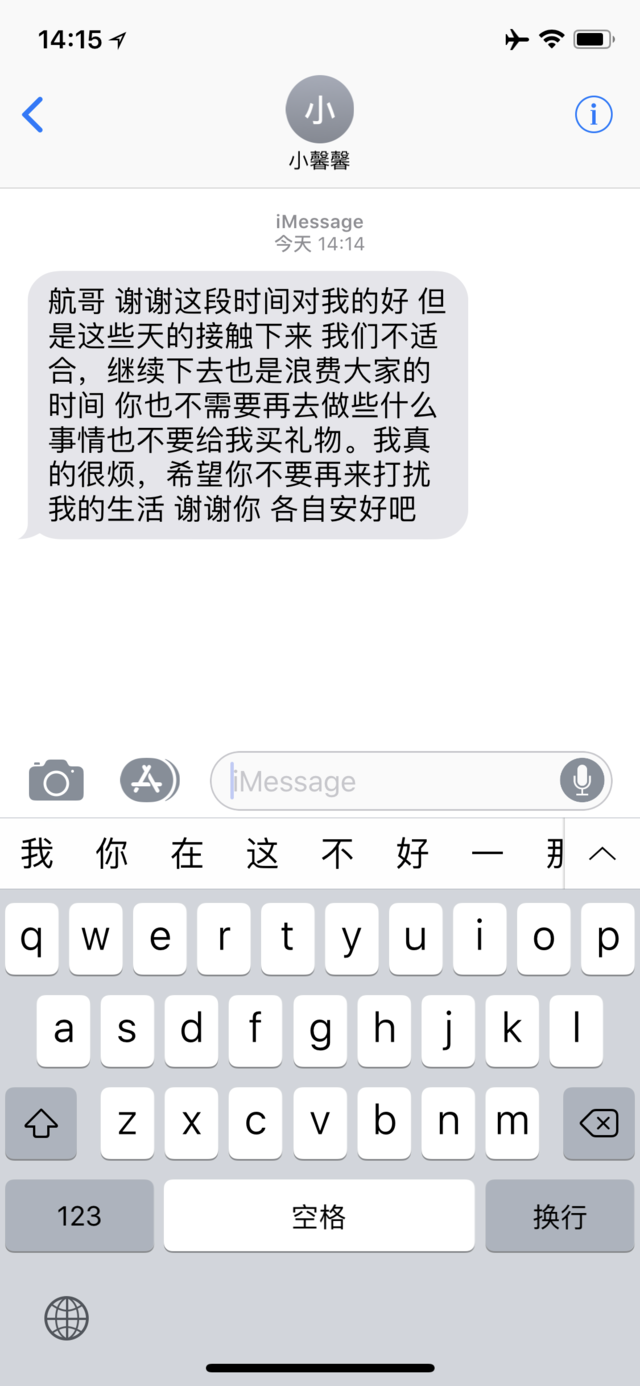 14:15
小
小馨馨
iMessage
今天 14:14
航哥 谢谢这段时间对我的好 但
是这些天的接触下来 我们不适
合，继续下去也是浪费大家的
时间 你也不需要再去做些什么
事情也不要给我买礼物。我真
的很烦，希望你不要再来打扰
我的生活 谢谢你 各自安好吧
iMessage
我 你 在 这 不 好 一 那
q w e r t y u i o p
a s d f g h j k l
z x c v b n m
123 空格 换行